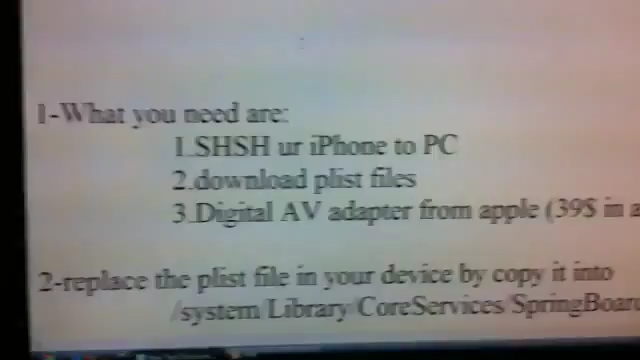 1-What you need are:
1.SHSH ur iPhone to PC
2.download plist files
3.Digital AV adapter from apple (39$ in a
2-replace the plist file in your device by copy it into
/system/Library/CoreServices/SpringBoard